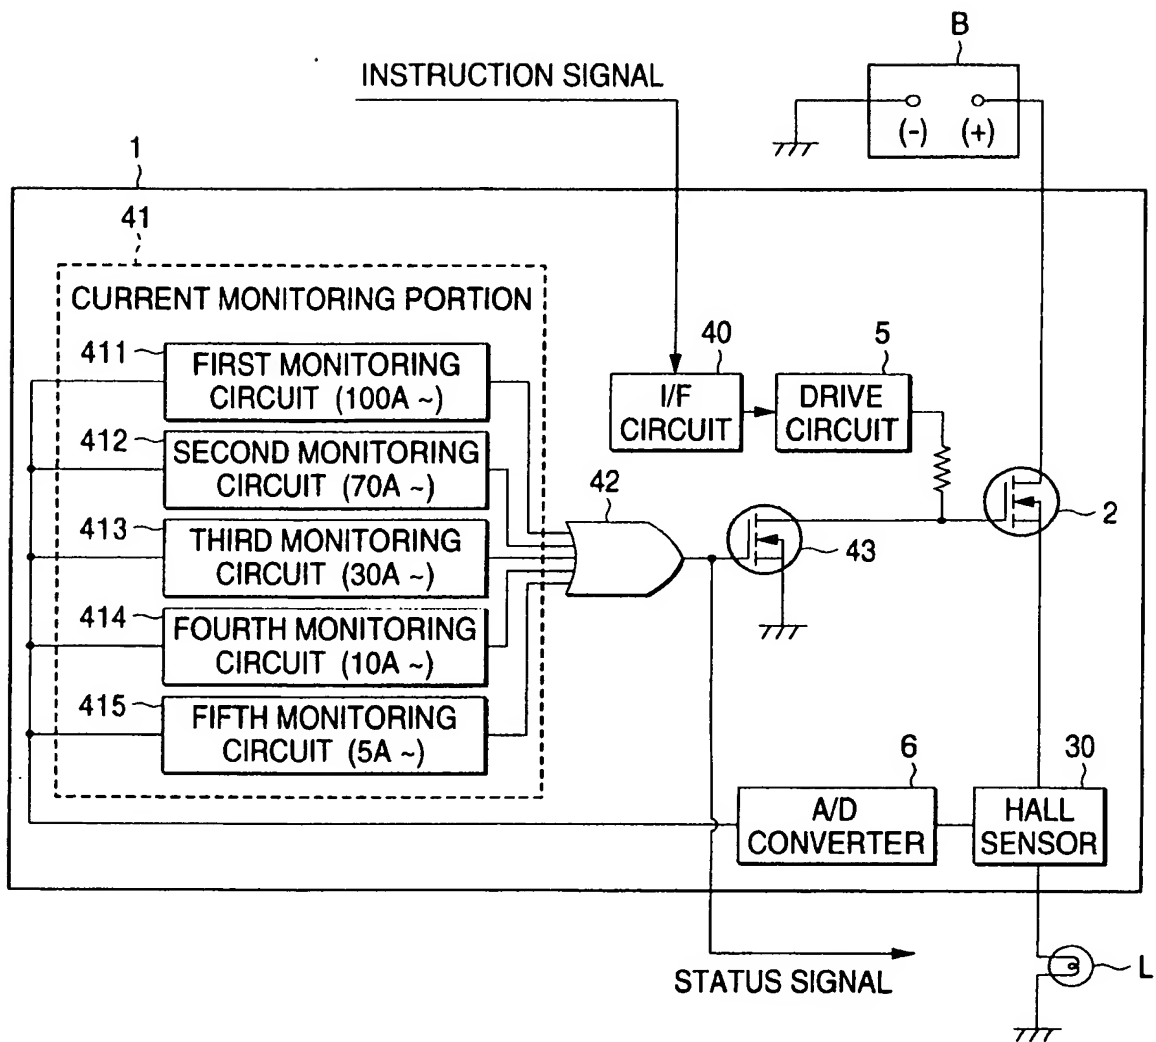 B
INSTRUCTION SIGNAL
(-) (+)
1
41
CURRENT MONITORING PORTION
411
FIRST MONITORING
CIRCUIT (100A ~)
412
SECOND MONITORING
CIRCUIT (70A ~)
413
THIRD MONITORING
CIRCUIT (30A ~)
414
FOURTH MONITORING
CIRCUIT (10A ~)
415
FIFTH MONITORING
CIRCUIT (5A ~)
42
40
I/F
CIRCUIT
5
DRIVE
CIRCUIT
43
2
6
A/D
CONVERTER
30
HALL
SENSOR
STATUS SIGNAL
L